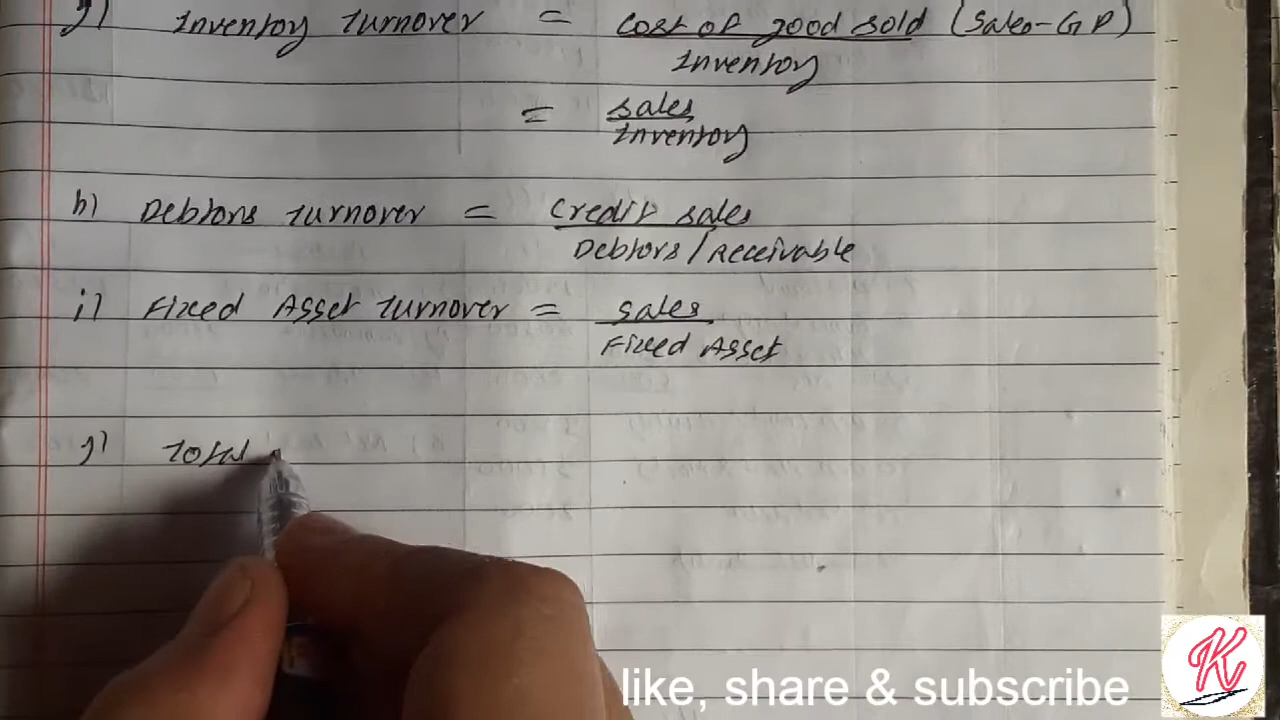 g) Inventory turnover = cost of good sold (sales-GP)
Inventory
= sales
Inventory
h) Debtors turnover = credit sales
Debtors/receivable
i) Fixed Asset turnover = sales
Fixed Asset
j) total
like, share & subscribe
K